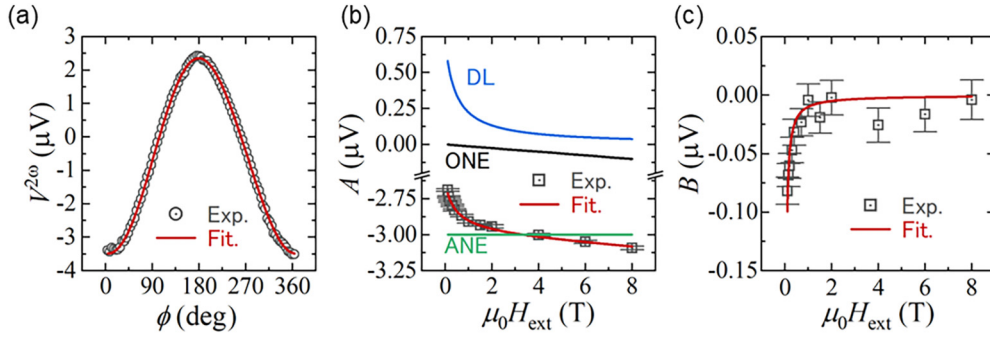 (a)
3
2
1
0
-1
-2
-3
-4
V²ω (μV)
Exp.
Fit.
0 90 180 270 360
ϕ (deg)
(b)
0.75
0.50
0.25
0.00
-2.75
-3.00
-3.25
A (μV)
DL
ONE
Exp.
Fit.
ANE
0 2 4 6 8
μ₀Hext (T)
(c)
0.05
0.00
-0.05
-0.10
-0.15
B (μV)
Exp.
Fit.
0 2 4 6 8
μ₀Hext (T)